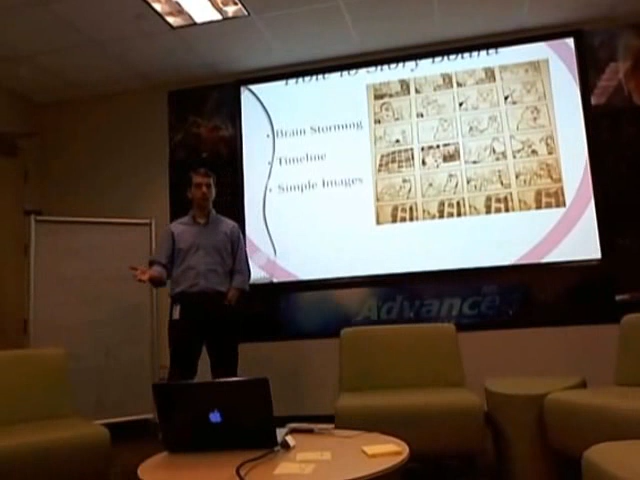 How to Story Board
Brain Storming
Timeline
Simple Images
Advance